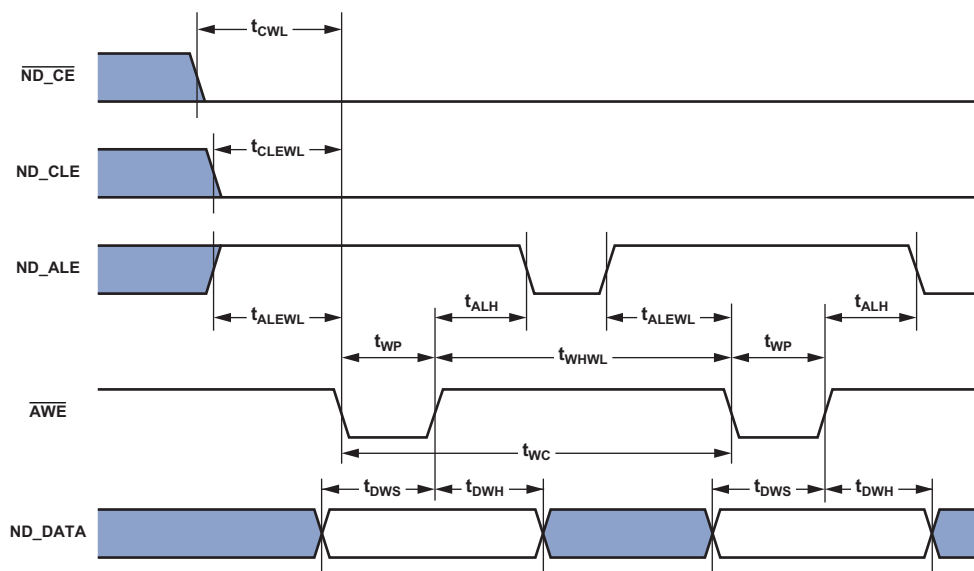 tCWL
ND_CE
tCLEWL
ND_CLE
ND_ALE
tALEWL
tALH
tALEWL
tALH
tWP
tWHWL
tWP
AWE
tWC
tDWS
tDWH
tDWS
tDWH
ND_DATA